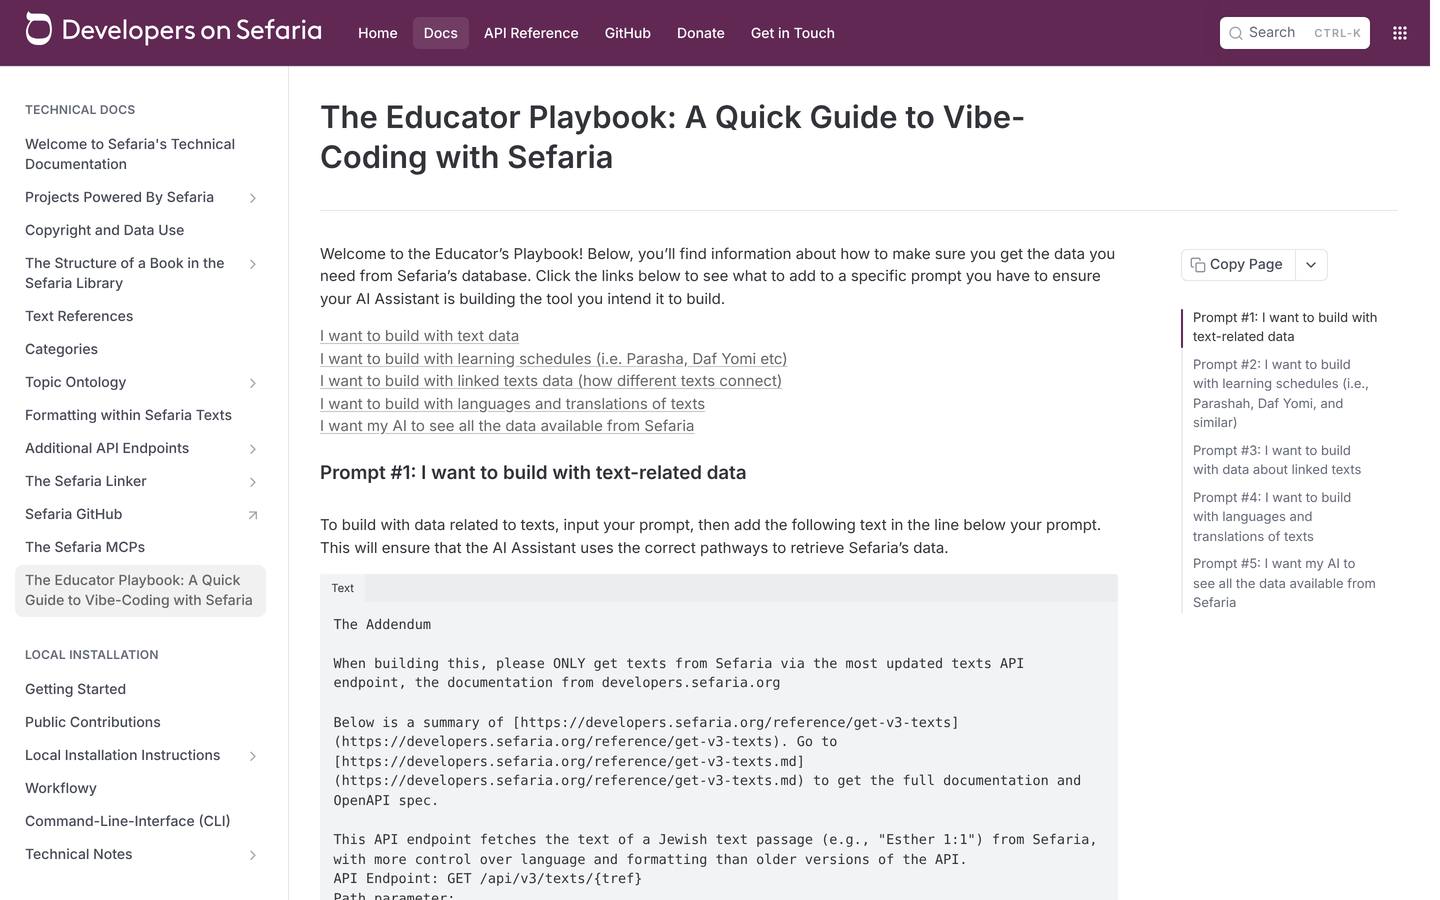 Developers on Sefaria
Home
Docs
API Reference
GitHub
Donate
Get in Touch
Search
CTRL-K
TECHNICAL DOCS
Welcome to Sefaria's Technical
Documentation
Projects Powered By Sefaria
Copyright and Data Use
The Structure of a Book in the
Sefaria Library
Text References
Categories
Topic Ontology
Formatting within Sefaria Texts
Additional API Endpoints
The Sefaria Linker
Sefaria GitHub
The Sefaria MCPs
The Educator Playbook: A Quick
Guide to Vibe-Coding with Sefaria
LOCAL INSTALLATION
Getting Started
Public Contributions
Local Installation Instructions
Workflowy
Command-Line-Interface (CLI)
Technical Notes
The Educator Playbook: A Quick Guide to Vibe-
Coding with Sefaria
Welcome to the Educator’s Playbook! Below, you’ll find information about how to make sure you get the data you
need from Sefaria’s database. Click the links below to see what to add to a specific prompt you have to ensure
your AI Assistant is building the tool you intend it to build.
I want to build with text data
I want to build with learning schedules (i.e. Parasha, Daf Yomi etc)
I want to build with linked texts data (how different texts connect)
I want to build with languages and translations of texts
I want my AI to see all the data available from Sefaria
Prompt #1: I want to build with text-related data
To build with data related to texts, input your prompt, then add the following text in the line below your prompt.
This will ensure that the AI Assistant uses the correct pathways to retrieve Sefaria’s data.
Text
The Addendum
When building this, please ONLY get texts from Sefaria via the most updated texts API
endpoint, the documentation from developers.sefaria.org
Below is a summary of [https://developers.sefaria.org/reference/get-v3-texts]
(https://developers.sefaria.org/reference/get-v3-texts). Go to
[https://developers.sefaria.org/reference/get-v3-texts.md]
(https://developers.sefaria.org/reference/get-v3-texts.md) to get the full documentation and
OpenAPI spec.
This API endpoint fetches the text of a Jewish text passage (e.g., "Esther 1:1") from Sefaria,
with more control over language and formatting than older versions of the API.
API Endpoint: GET /api/v3/texts/{tref}
Path parameter:
Copy Page
Prompt #1: I want to build with
text-related data
Prompt #2: I want to build
with learning schedules (i.e.,
Parashah, Daf Yomi, and
similar)
Prompt #3: I want to build
with data about linked texts
Prompt #4: I want to build
with languages and
translations of texts
Prompt #5: I want my AI to
see all the data available from
Sefaria